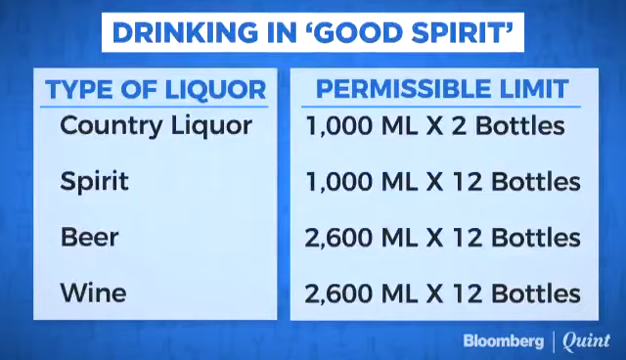 DRINKING IN ‘GOOD SPIRIT’
TYPE OF LIQUOR PERMISSIBLE LIMIT
Country Liquor 1,000 ML X 2 Bottles
Spirit 1,000 ML X 12 Bottles
Beer 2,600 ML X 12 Bottles
Wine 2,600 ML X 12 Bottles
Bloomberg | Quint